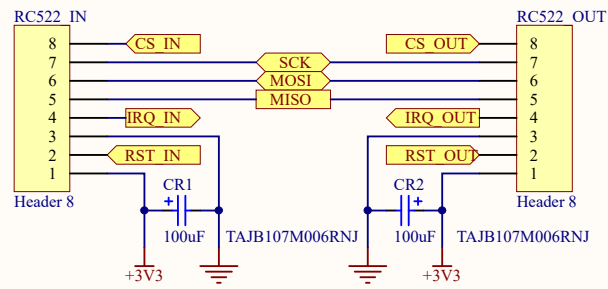 RC522_IN
RC522_OUT
8
CS_IN
CS_OUT
8
7
SCK
7
6
MOSI
6
5
MISO
5
4
IRQ_IN
IRQ_OUT
4
3
3
2
RST_IN
RST_OUT
2
1
1
CR1
CR2
Header 8
+
+
Header 8
100uF
TAJB107M006RNJ
100uF
TAJB107M006RNJ
+3V3
+3V3